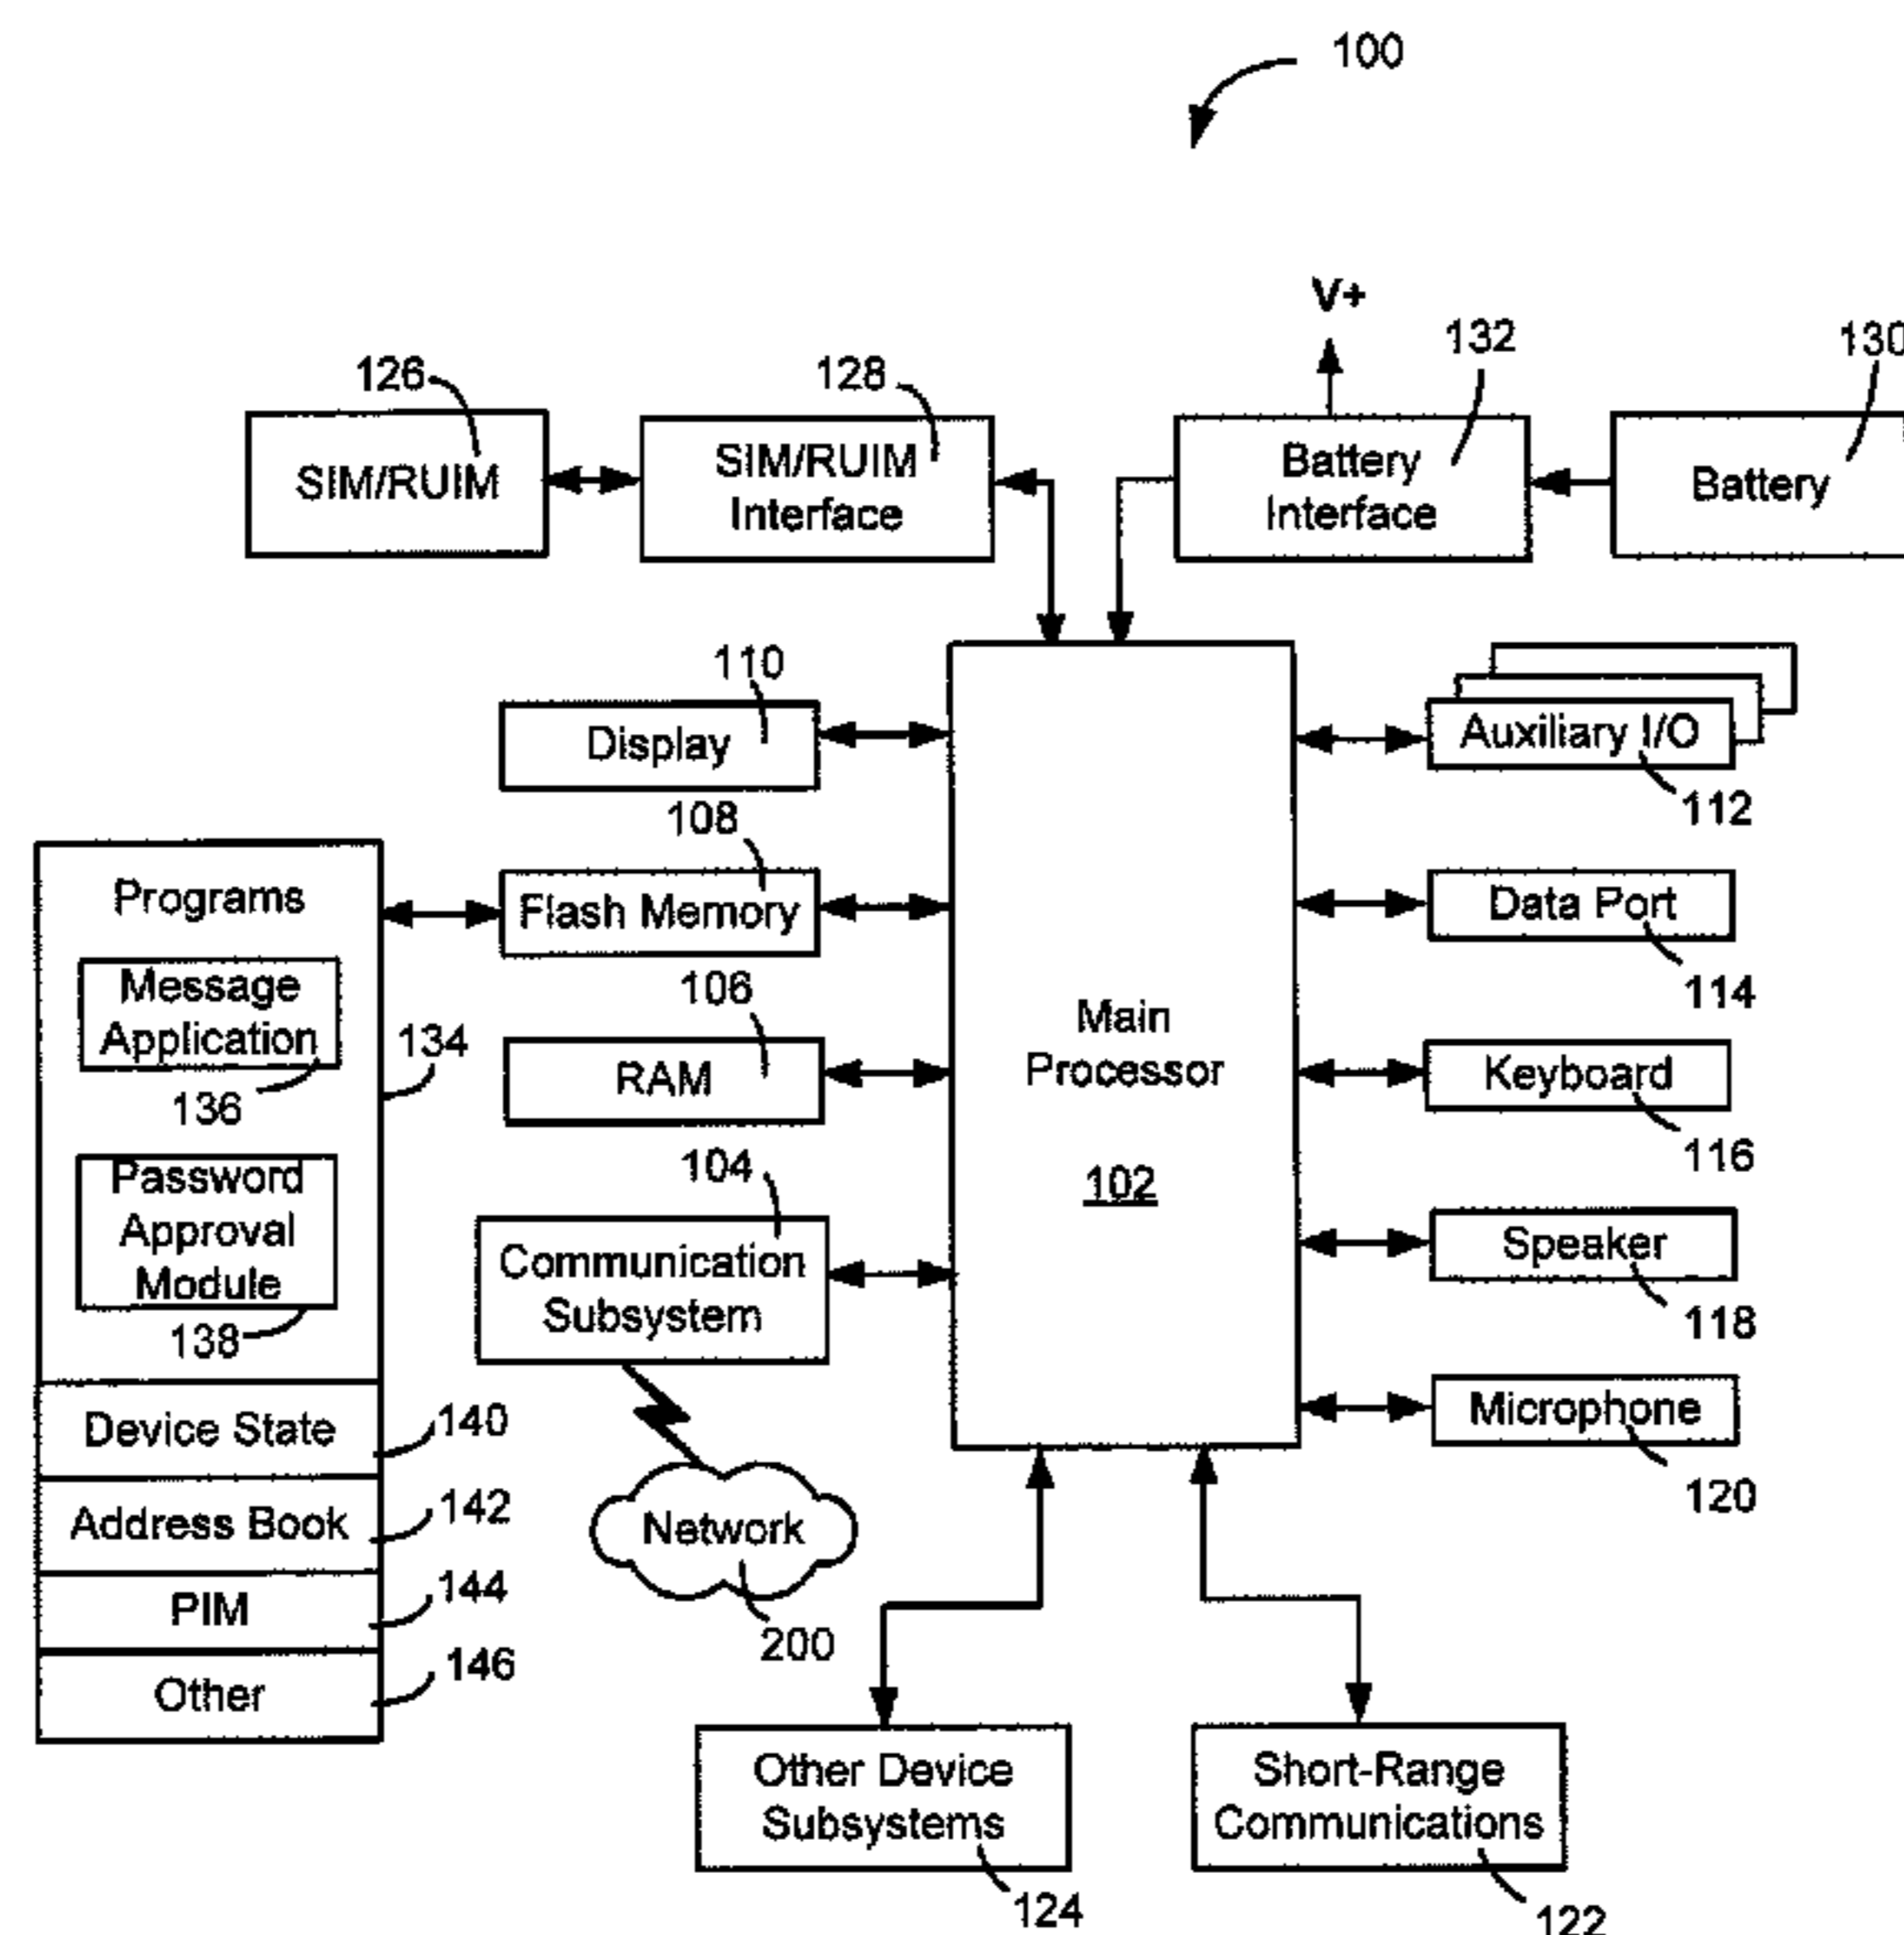 100
V+
132
130
126
128
SIM/RUIM
SIM/RUIM
Interface
Battery
Interface
Battery
110
Display
Auxiliary I/O
112
108
Programs
Flash Memory
Data Port
114
Message
Application
136
134
106
RAM
Main
Processor
102
Keyboard
116
Password
Approval
Module
138
104
Communication
Subsystem
Speaker
118
Device State
140
Microphone
120
Address Book
142
Network
200
PIM
144
Other
146
Other Device
Subsystems
124
Short-Range
Communications
122